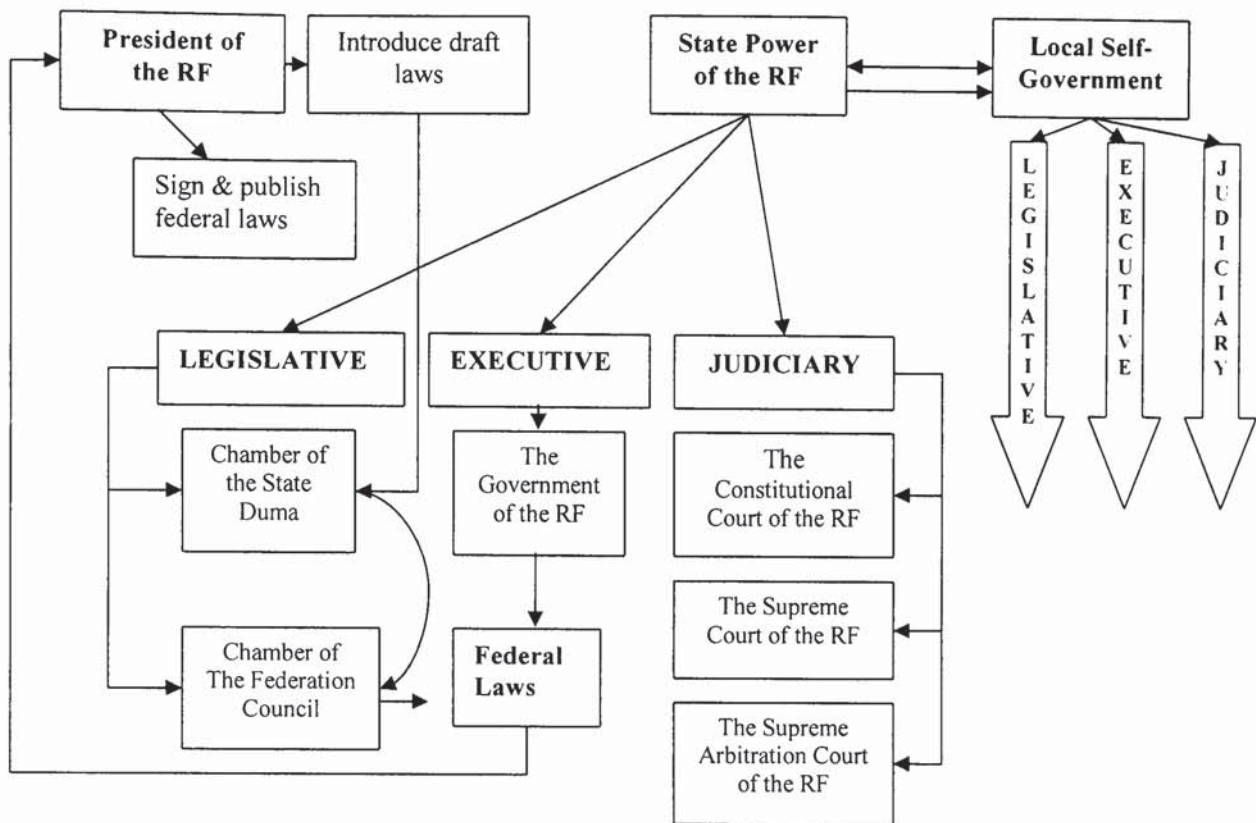 President of
the RF
Introduce draft
laws
State Power
of the RF
Local Self-
Government
Sign & publish
federal laws
LEGISLATIVE
EXECUTIVE
JUDICIARY
LEGISLATIVE
EXECUTIVE
JUDICIARY
Chamber of
the State
Duma
The
Government
of the RF
The
Constitutional
Court of the RF
Chamber of
The Federation
Council
Federal
Laws
The Supreme
Court of the RF
The Supreme
Arbitration Court
of the RF